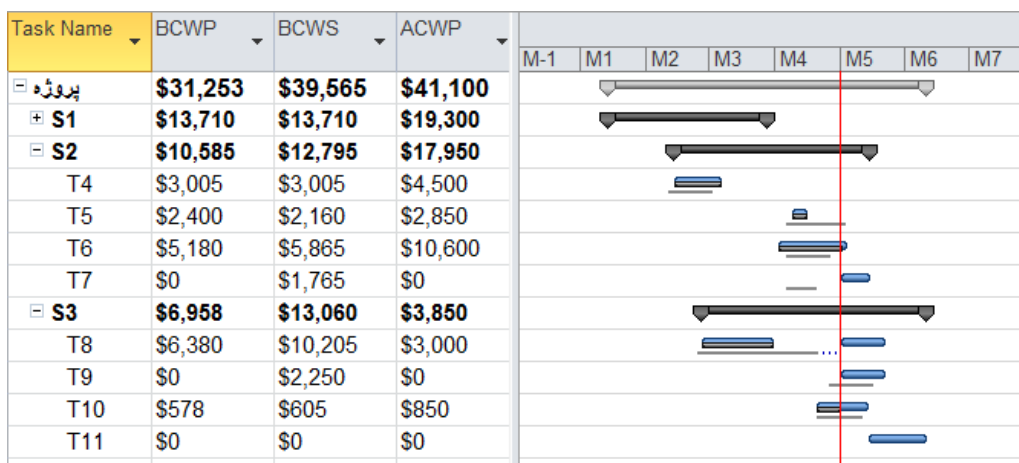 Task Name BCWP BCWS ACWP
M-1 M1 M2 M3 M4 M5 M6 M7
پروژه $31,253 $39,565 $41,100
S1 $13,710 $13,710 $19,300
S2 $10,585 $12,795 $17,950
T4 $3,005 $3,005 $4,500
T5 $2,400 $2,160 $2,850
T6 $5,180 $5,865 $10,600
T7 $0 $1,765 $0
S3 $6,958 $13,060 $3,850
T8 $6,380 $10,205 $3,000
T9 $0 $2,250 $0
T10 $578 $605 $850
T11 $0 $0 $0